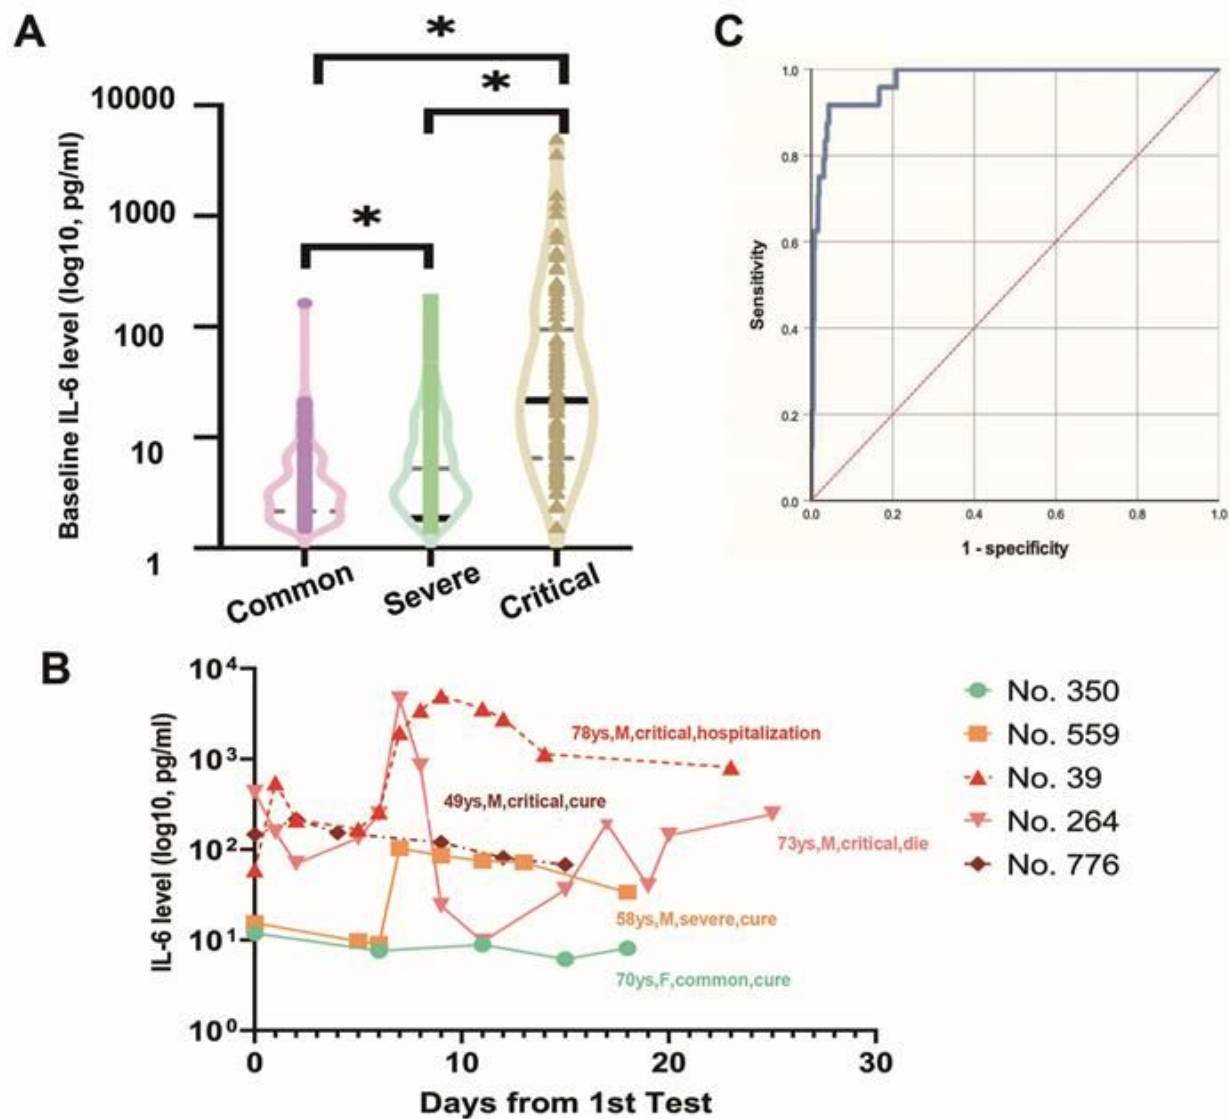 A
C
*
*
*
Baseline IL-6 level (log10, pg/ml)
10000
1000
100
10
1
Common
Severe
Critical
Sensitivity
1.0
0.8
0.6
0.4
0.2
0.0
0.0 0.2 0.4 0.6 0.8 1.0
1 - specificity
B
IL-6 level (log10, pg/ml)
10⁴
10³
10²
10¹
10⁰
78ys,M,critical,hospitalization
49ys,M,critical,cure
73ys,M,critical,die
58ys,M,severe,cure
70ys,F,common,cure
0 10 20 30
Days from 1st Test
No. 350
No. 559
No. 39
No. 264
No. 776